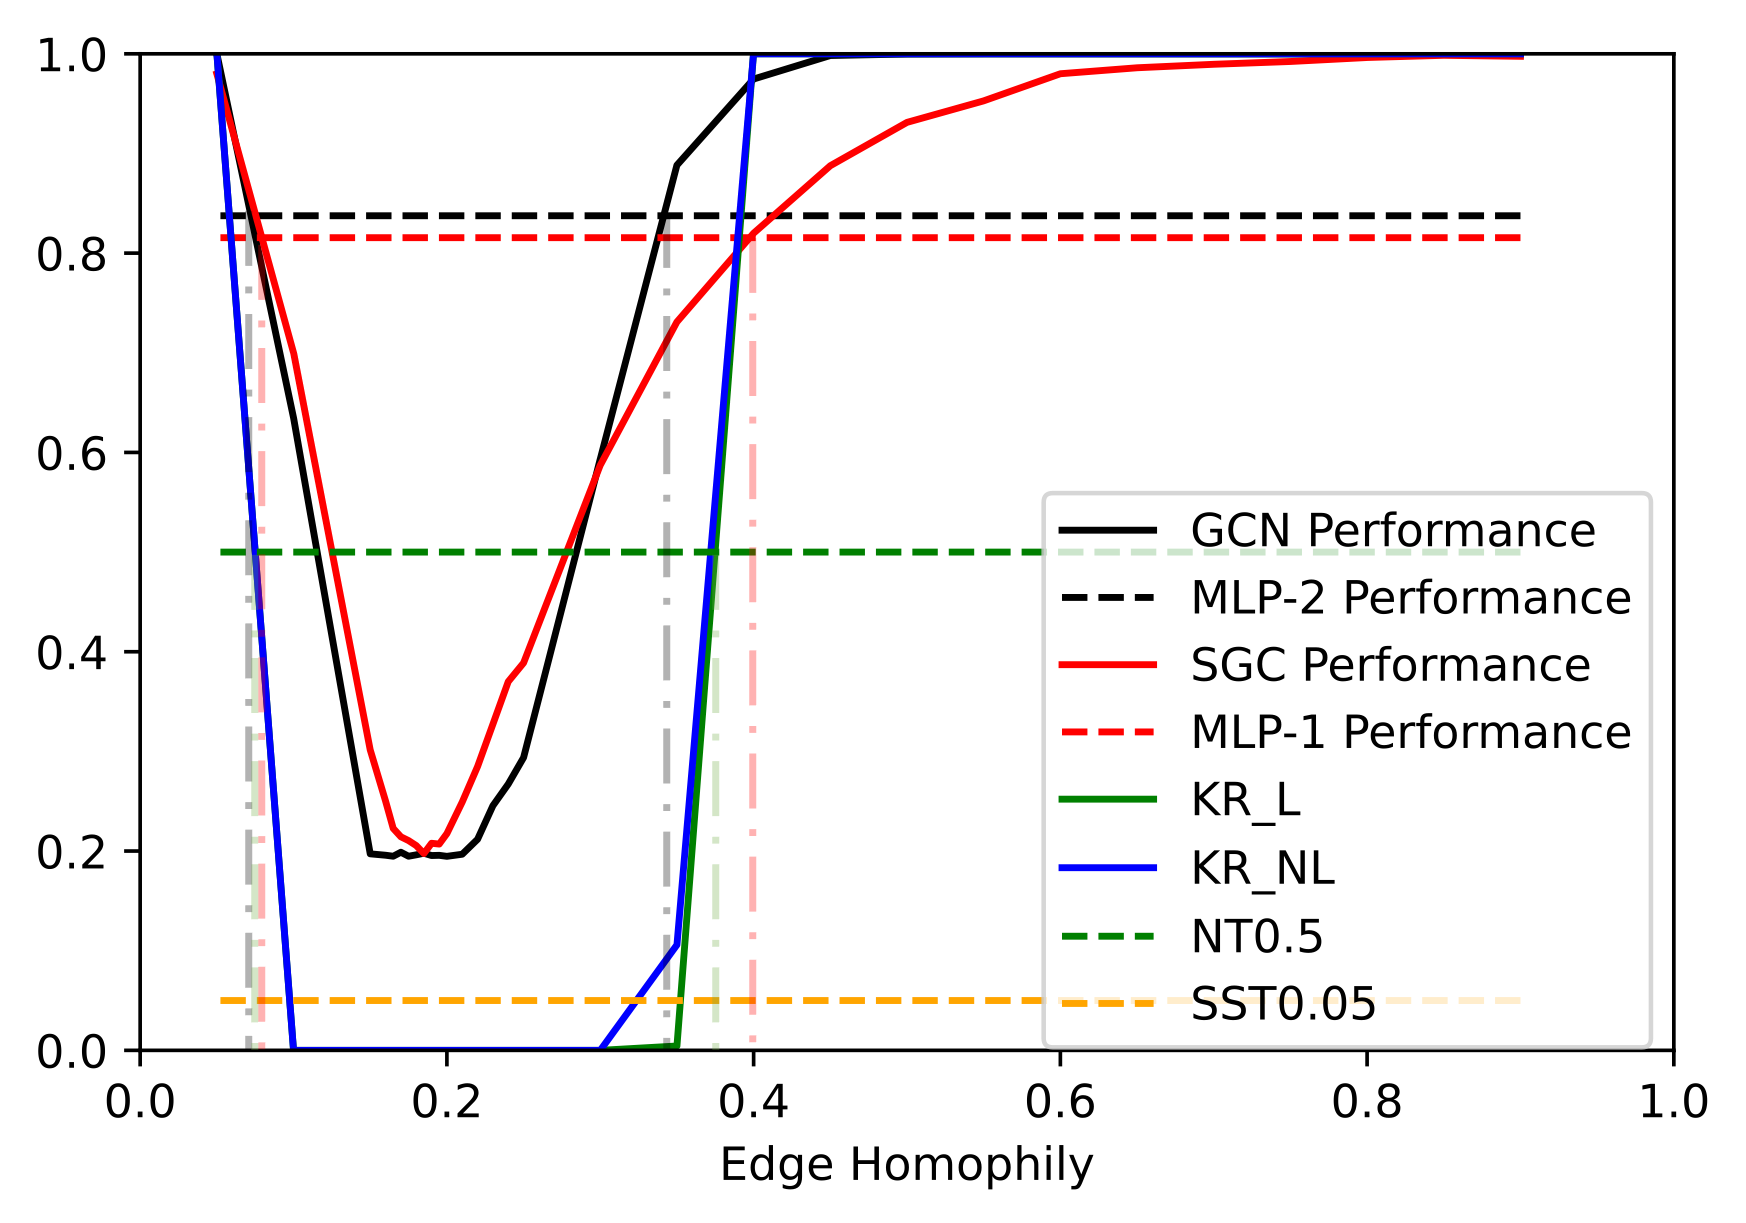 1.0
0.8
0.6
0.4
0.2
0.0
GCN Performance
MLP-2 Performance
SGC Performance
MLP-1 Performance
KR_L
KR_NL
NT0.5
SST0.05
0.0 0.2 0.4 0.6 0.8 1.0
Edge Homophily